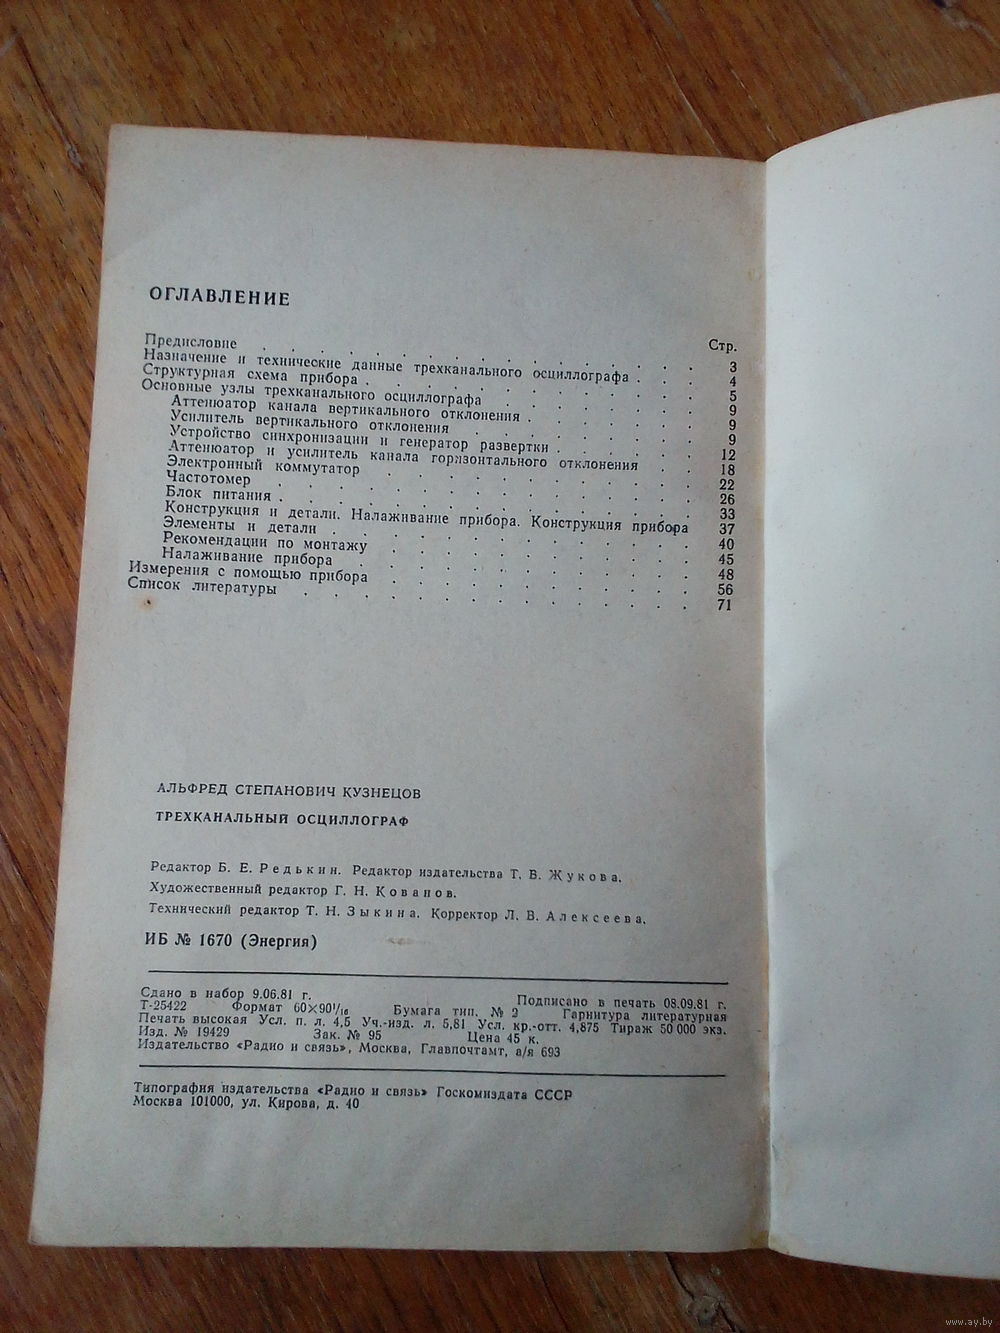 ОГЛАВЛЕНИЕ
Стр.
Предисловие . . . . . . . . . . . . . . . 3
Назначение и технические данные трехканального осциллографа . . . 4
Структурная схема прибора . . . . . . . . . . . . 5
Основные узлы трехканального осциллографа . . . . . . . 9
Аттенюатор канала вертикального отклонения . . . . . . 9
Усилитель вертикального отклонения . . . . . . . . 9
Устройство синхронизации и генератор развертки . . . . . 12
Аттенюатор и усилитель канала горизонтального отклонения . . 18
Электронный коммутатор . . . . . . . . . . . 22
Частотомер . . . . . . . . . . . . . . . 26
Блок питания . . . . . . . . . . . . . . 33
Конструкция и детали. Налаживание прибора. Конструкция прибора 37
Элементы и детали . . . . . . . . . . . . . 40
Рекомендации по монтажу . . . . . . . . . . . 45
Налаживание прибора . . . . . . . . . . . . 48
Измерения с помощью прибора . . . . . . . . . . . 56
Список литературы . . . . . . . . . . . . . . 71
АЛЬФРЕД СТЕПАНОВИЧ КУЗНЕЦОВ
ТРЕХКАНАЛЬНЫЙ ОСЦИЛЛОГРАФ
Редактор Б. Е. Редькин. Редактор издательства Т. В. Жукова.
Художественный редактор Г. Н. Кованов.
Технический редактор Т. Н. Зыкина. Корректор Л. В. Алексеева.
ИБ № 1670 (Энергия)
Сдано в набор 9.06.81 г. Подписано в печать 08.09.81 г.
Т-25422 Формат 60×90¹/₁₆ Бумага тип. № 2 Гарнитура литературная
Печать высокая Усл. п. л. 4,5 Уч.-изд. л. 5,81 Усл. кр.-отт. 4,875 Тираж 50 000 экз.
Изд. № 19429 Зак. № 95 Цена 45 к.
Издательство «Радио и связь», Москва, Главпочтамт, а/я 693
Типография издательства «Радио и связь» Госкомиздата СССР
Москва 101000, ул. Кирова, д. 40
www.ay.by